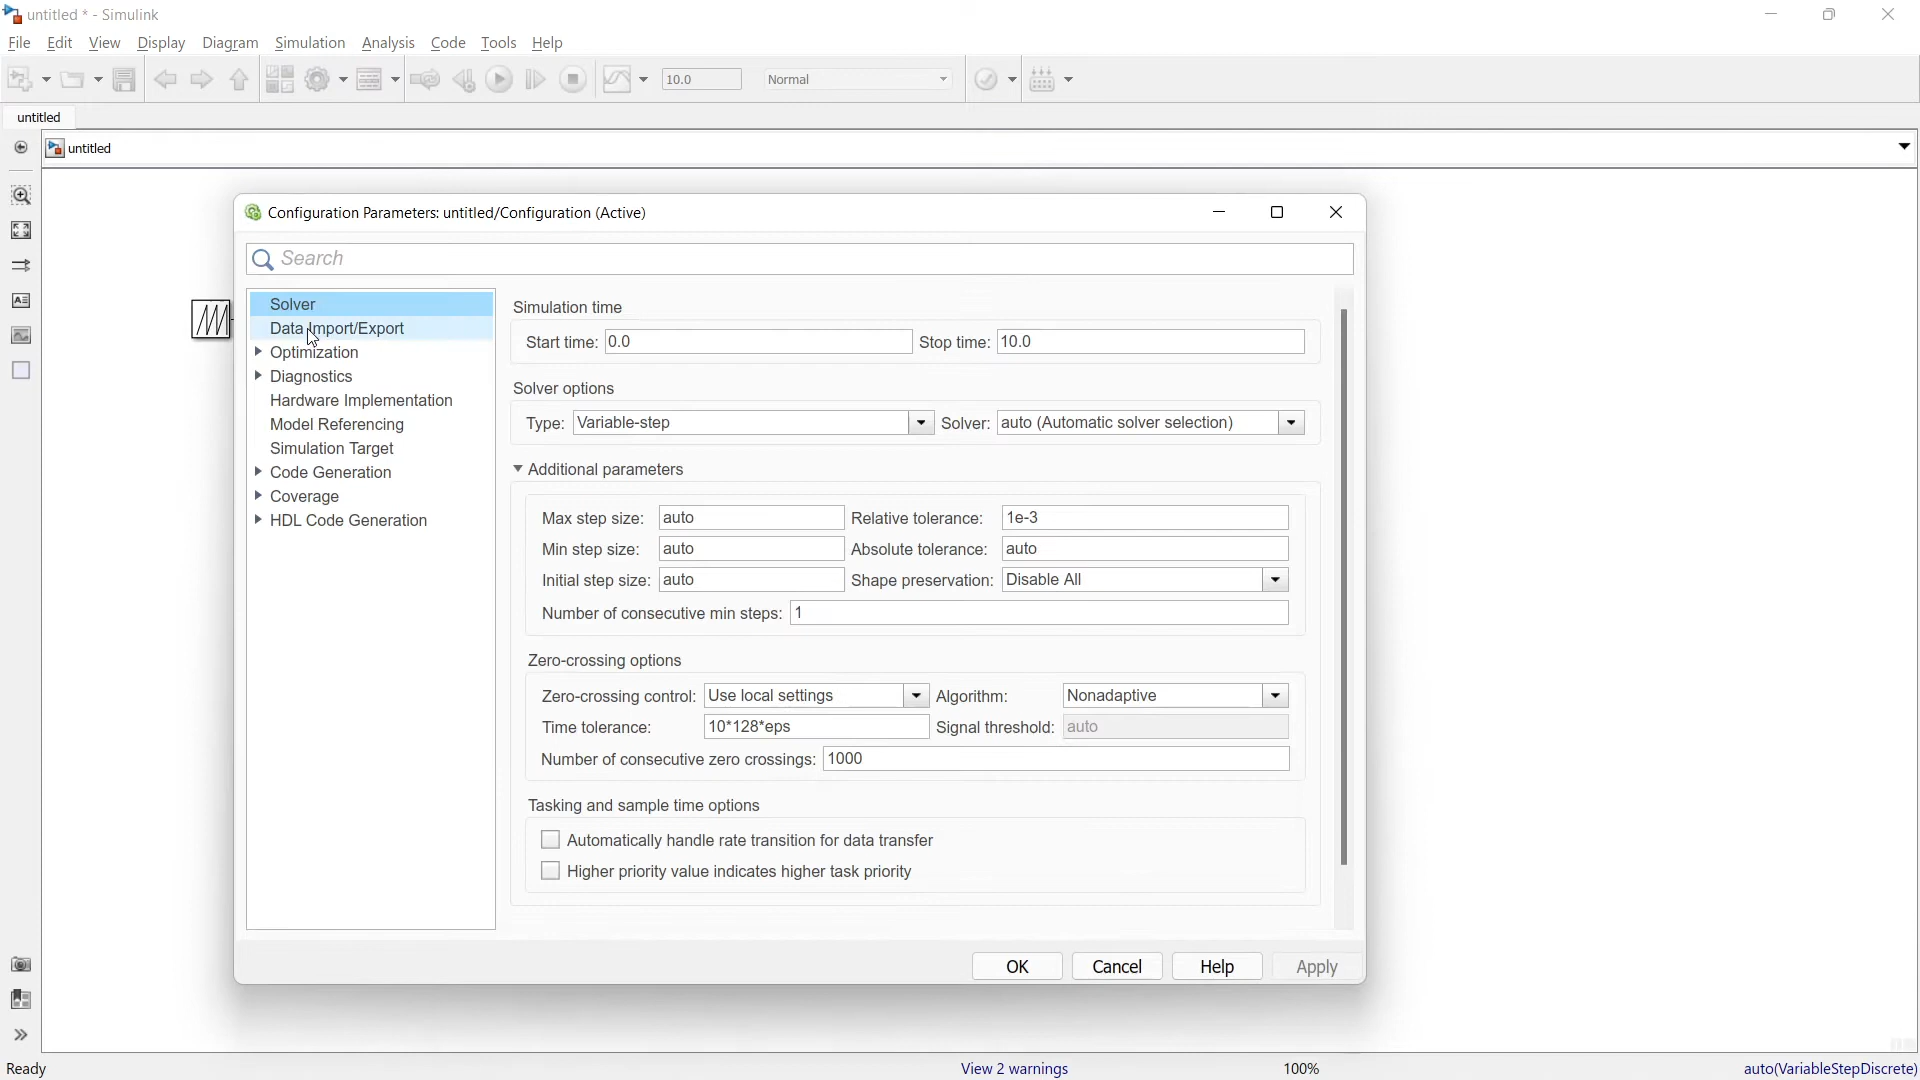 untitled * - Simulink
File Edit View Display Diagram Simulation Analysis Code Tools Help
10.0 Normal
untitled
untitled
Configuration Parameters: untitled/Configuration (Active)
Search
Solver
Data Import/Export
Optimization
Diagnostics
Hardware Implementation
Model Referencing
Simulation Target
Code Generation
Coverage
HDL Code Generation
Simulation time
Start time: 0.0 Stop time: 10.0
Solver options
Type: Variable-step Solver: auto (Automatic solver selection)
Additional parameters
Max step size: auto Relative tolerance: 1e-3
Min step size: auto Absolute tolerance: auto
Initial step size: auto Shape preservation: Disable All
Number of consecutive min steps: 1
Zero-crossing options
Zero-crossing control: Use local settings Algorithm: Nonadaptive
Time tolerance: 10*128*eps Signal threshold: auto
Number of consecutive zero crossings: 1000
Tasking and sample time options
Automatically handle rate transition for data transfer
Higher priority value indicates higher task priority
OK Cancel Help Apply
Ready View 2 warnings 100% auto(VariableStepDiscrete)